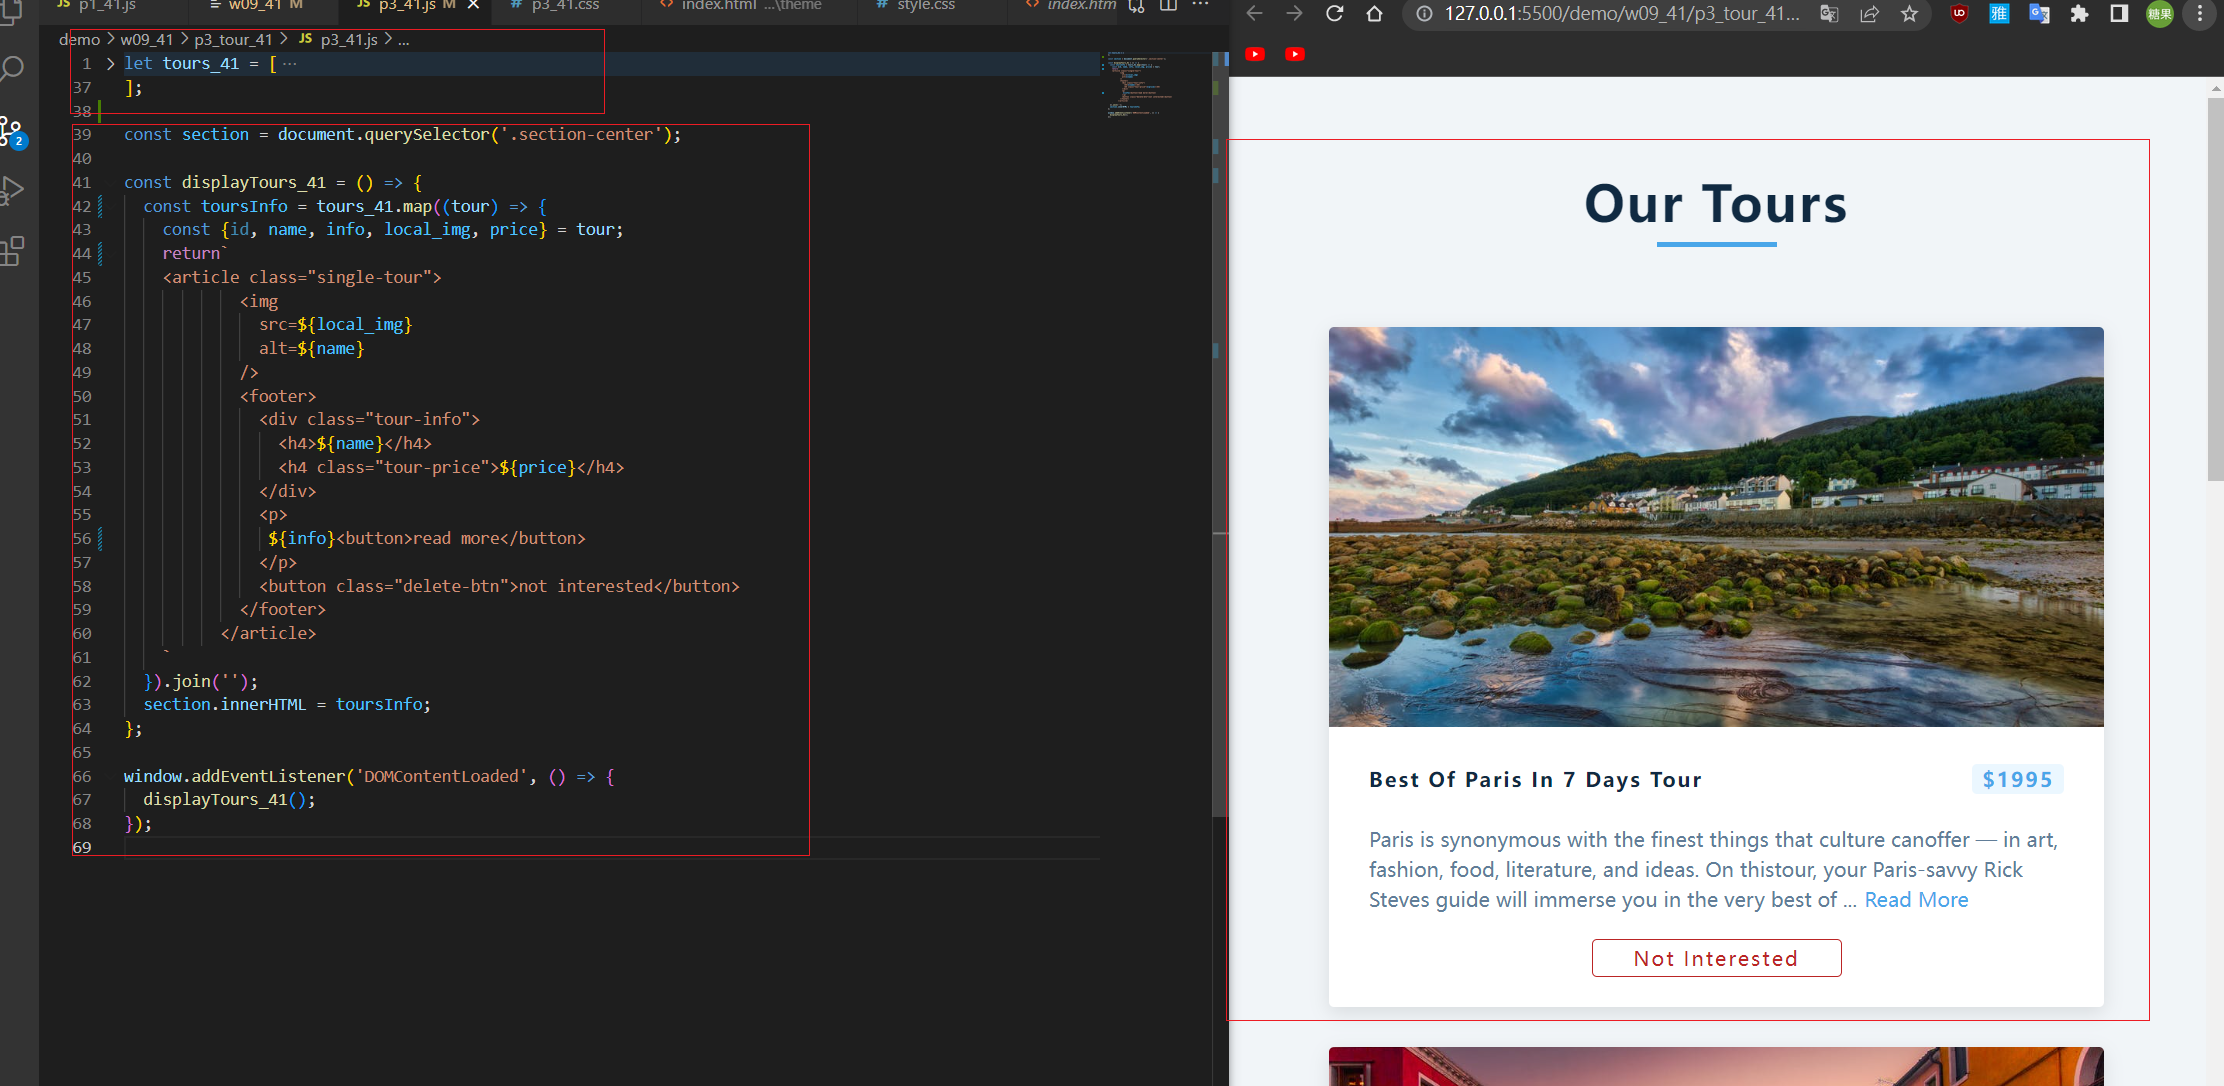 JS p1_41.js
w09_41 M
JS p3_41.js M
# p3_41.css
<> index.html ...\theme
# style.css
<> index.htm
demo > w09_41 > p3_tour_41 > JS p3_41.js > ...
1 let tours_41 = [ ...
37 ];
38
39 const section = document.querySelector('.section-center');
40
41 const displayTours_41 = () => {
42 const toursInfo = tours_41.map((tour) => {
43 const {id, name, info, local_img, price} = tour;
44 return`
45 <article class="single-tour">
46 <img
47 src=${local_img}
48 alt=${name}
49 />
50 <footer>
51 <div class="tour-info">
52 <h4>${name}</h4>
53 <h4 class="tour-price">${price}</h4>
54 </div>
55 <p>
56 ${info}<button>read more</button>
57 </p>
58 <button class="delete-btn">not interested</button>
59 </footer>
60 </article>
61 `
62 }).join('');
63 section.innerHTML = toursInfo;
64 };
65
66 window.addEventListener('DOMContentLoaded', () => {
67 displayTours_41();
68 });
69
2
127.0.0.1:5500/demo/w09_41/p3_tour_41...
雅
糖果
Our Tours
Best Of Paris In 7 Days Tour
$1995
Paris is synonymous with the finest things that culture canoffer — in art,
fashion, food, literature, and ideas. On thistour, your Paris-savvy Rick
Steves guide will immerse you in the very best of ... Read More
Not Interested